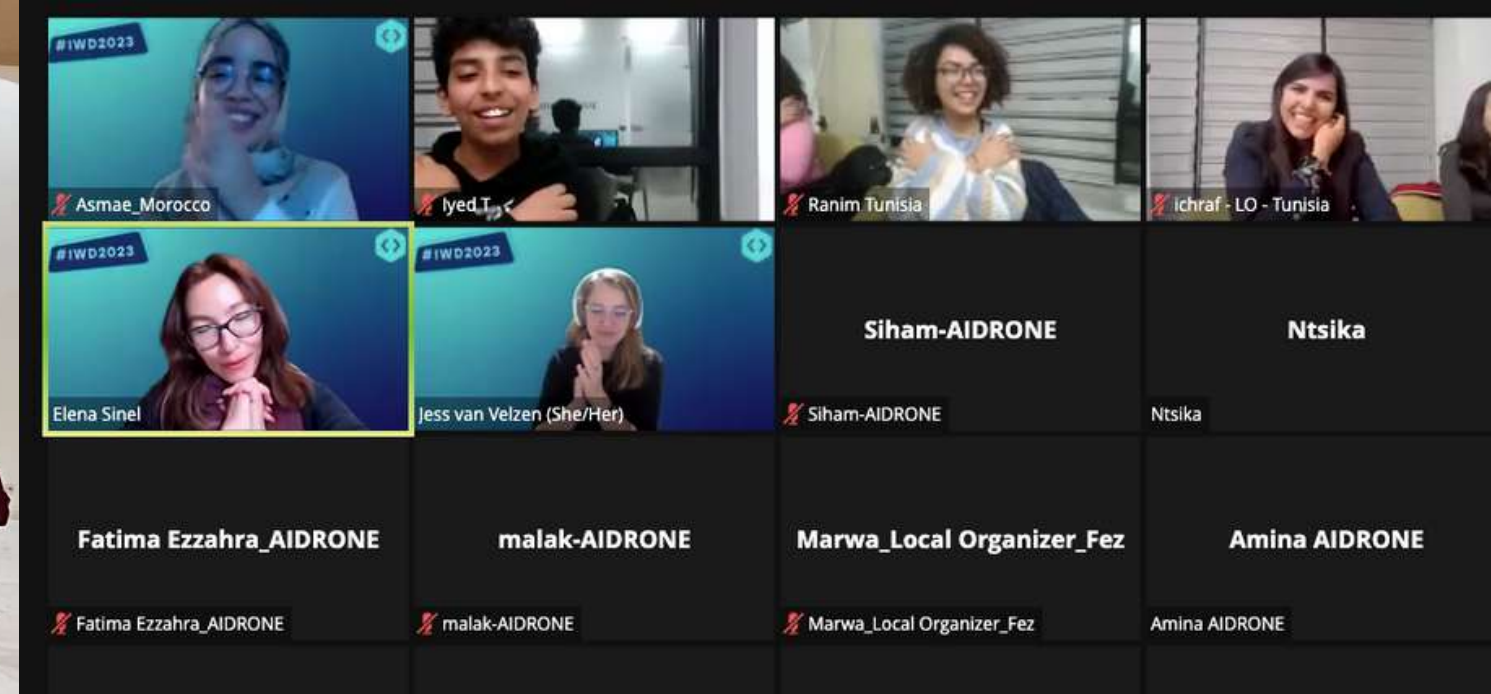 #IWD2023
Asmae_Morocco
Iyed T
Ranim Tunisia
ichraf - LO - Tunisia
#IWD2023
Elena Sinel
#IWD2023
Jess van Velzen (She/Her)
Siham-AIDRONE
Siham-AIDRONE
Ntsika
Ntsika
Fatima Ezzahra_AIDRONE
Fatima Ezzahra_AIDRONE
malak-AIDRONE
malak-AIDRONE
Marwa_Local Organizer_Fez
Marwa_Local Organizer_Fez
Amina AIDRONE
Amina AIDRONE